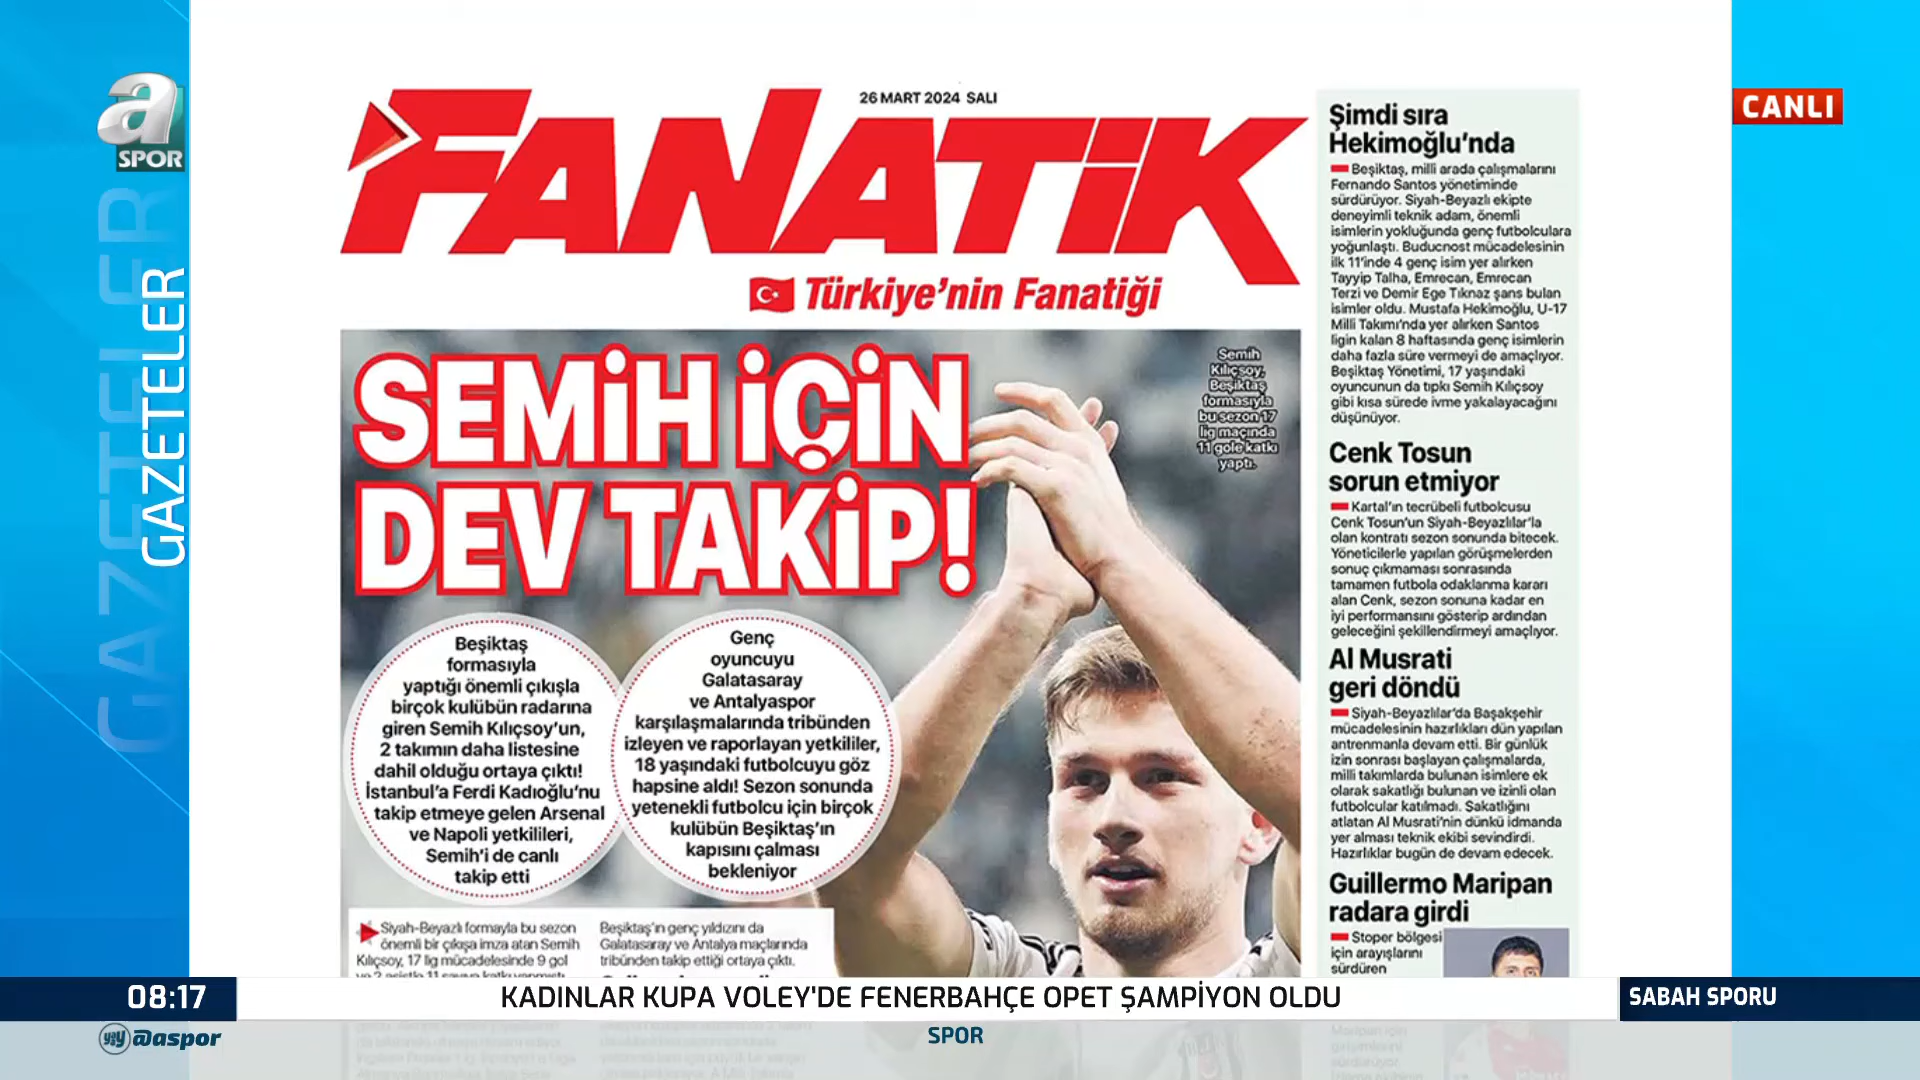 a
SPOR
GAZETELER
GAZETELER
CANLI
26 MART 2024 SALI
FANATiK
Türkiye'nin Fanatiği
SEMiH iÇiN
DEV TAKiP!
Semih
Kılıçsoy,
Beşiktaş
formasıyla
bu sezon 17
lig maçında
11 gole katkı
yaptı.
Beşiktaş
formasıyla
yaptığı önemli çıkışla
birçok kulübün radarına
giren Semih Kılıçsoy'un,
2 takımın daha listesine
dahil olduğu ortaya çıktı!
İstanbul'a Ferdi Kadıoğlu'nu
takip etmeye gelen Arsenal
ve Napoli yetkilileri,
Semih'i de canlı
takip etti
Genç
oyuncuyu
Galatasaray
ve Antalyaspor
karşılaşmalarında tribünden
izleyen ve raporlayan yetkililer,
18 yaşındaki futbolcuyu göz
hapsine aldı! Sezon sonunda
yetenekli futbolcu için birçok
kulübün Beşiktaş'ın
kapısını çalması
bekleniyor
Siyah-Beyazlı formayla bu sezon
önemli bir çıkışa imza atan Semih
Kılıçsoy, 17 lig mücadelesinde 9 gol
Beşiktaş'ın genç yıldızını da
Galatasaray ve Antalya maçlarında
tribünden takip ettiği ortaya çıktı.
Şimdi sıra
Hekimoğlu'nda
Beşiktaş, milli arada çalışmalarını
Fernando Santos yönetiminde
sürdürüyor. Siyah-Beyazlı ekipte
deneyimli teknik adam, önemli
isimlerin yokluğunda genç futbolculara
yoğunlaştı. Buducnost mücadelesinin
ilk 11'inde 4 genç isim yer alırken
Tayyip Talha, Emrecan, Emrecan
Terzi ve Demir Ege Tıknaz şans bulan
isimler oldu. Mustafa Hekimoğlu, U-17
Milli Takımı'nda yer alırken Santos
ligin kalan 8 haftasında genç isimlerin
daha fazla süre vermeyi de amaçlıyor.
Beşiktaş Yönetimi, 17 yaşındaki
oyuncunun da tıpkı Semih Kılıçsoy
gibi kısa sürede ivme yakalayacağını
düşünüyor.
Cenk Tosun
sorun etmiyor
Kartal'ın tecrübeli futbolcusu
Cenk Tosun'un Siyah-Beyazlılar'la
olan kontratı sezon sonunda bitecek.
Yöneticilerle yapılan görüşmelerden
sonuç çıkmaması sonrasında
tamamen futbola odaklanma kararı
alan Cenk, sezon sonuna kadar en
iyi performansını gösterip ardından
geleceğini şekillendirmeyi amaçlıyor.
Al Musrati
geri döndü
Siyah-Beyazlılar'da Başakşehir
mücadelesinin hazırlıkları dün yapılan
antrenmanla devam etti. Bir günlük
izin sonrası başlayan çalışmalarda,
milli takımlarda bulunan isimlere ek
olarak sakatlığı bulunan ve izinli olan
futbolcular katılmadı. Sakatlığını
atlatan Al Musrati'nin dünkü idmanda
yer alması teknik ekibi sevindirdi.
Hazırlıklar bugün de devam edecek.
Guillermo Maripan
radara girdi
Stoper bölgesi
için arayışlarını
sürdüren
08:17
KADINLAR KUPA VOLEY'DE FENERBAHÇE OPET ŞAMPİYON OLDU
SABAH SPORU
@aspor
SPOR